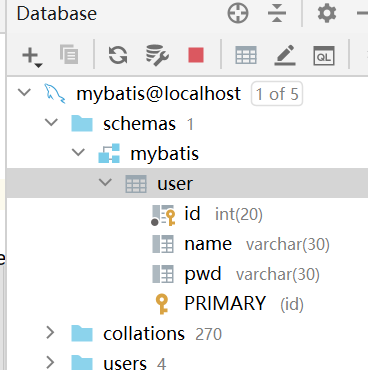 Database
QL
mybatis@localhost 1 of 5
schemas 1
mybatis
user
id int(20)
name varchar(30)
pwd varchar(30)
PRIMARY (id)
collations 270
users 4